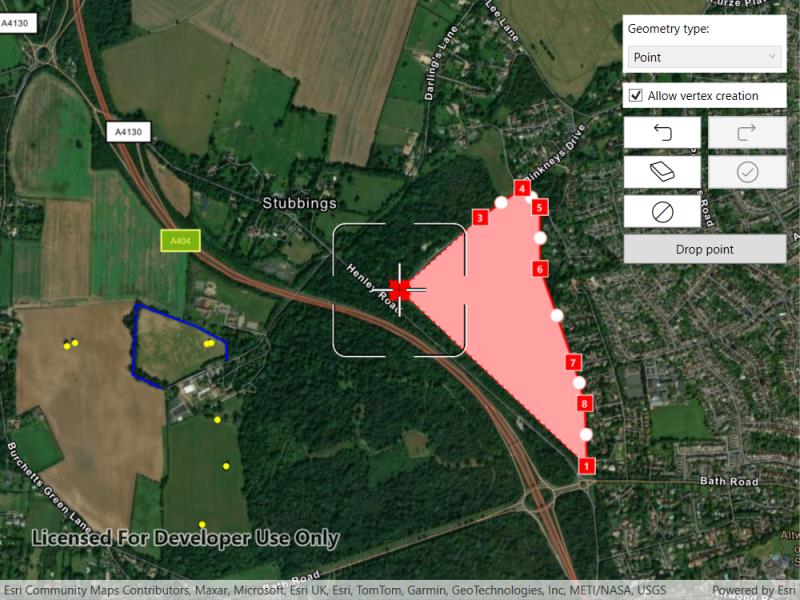 A4130
Lee Lane
Darling's Lane
Geometry type:
Point
Allow vertex creation
A4130
Pinkneys Drive
4
5
3
Stubbings
A404
s Road
Drop point
6
Henley Road
7
8
1
Bath Road
Burchetts Green Lane
Licensed For Developer Use Only
Bath Road
Esri Community Maps Contributors, Maxar, Microsoft, Esri UK, Esri, TomTom, Garmin, GeoTechnologies, Inc, METI/NASA, USGS
Powered by Esri